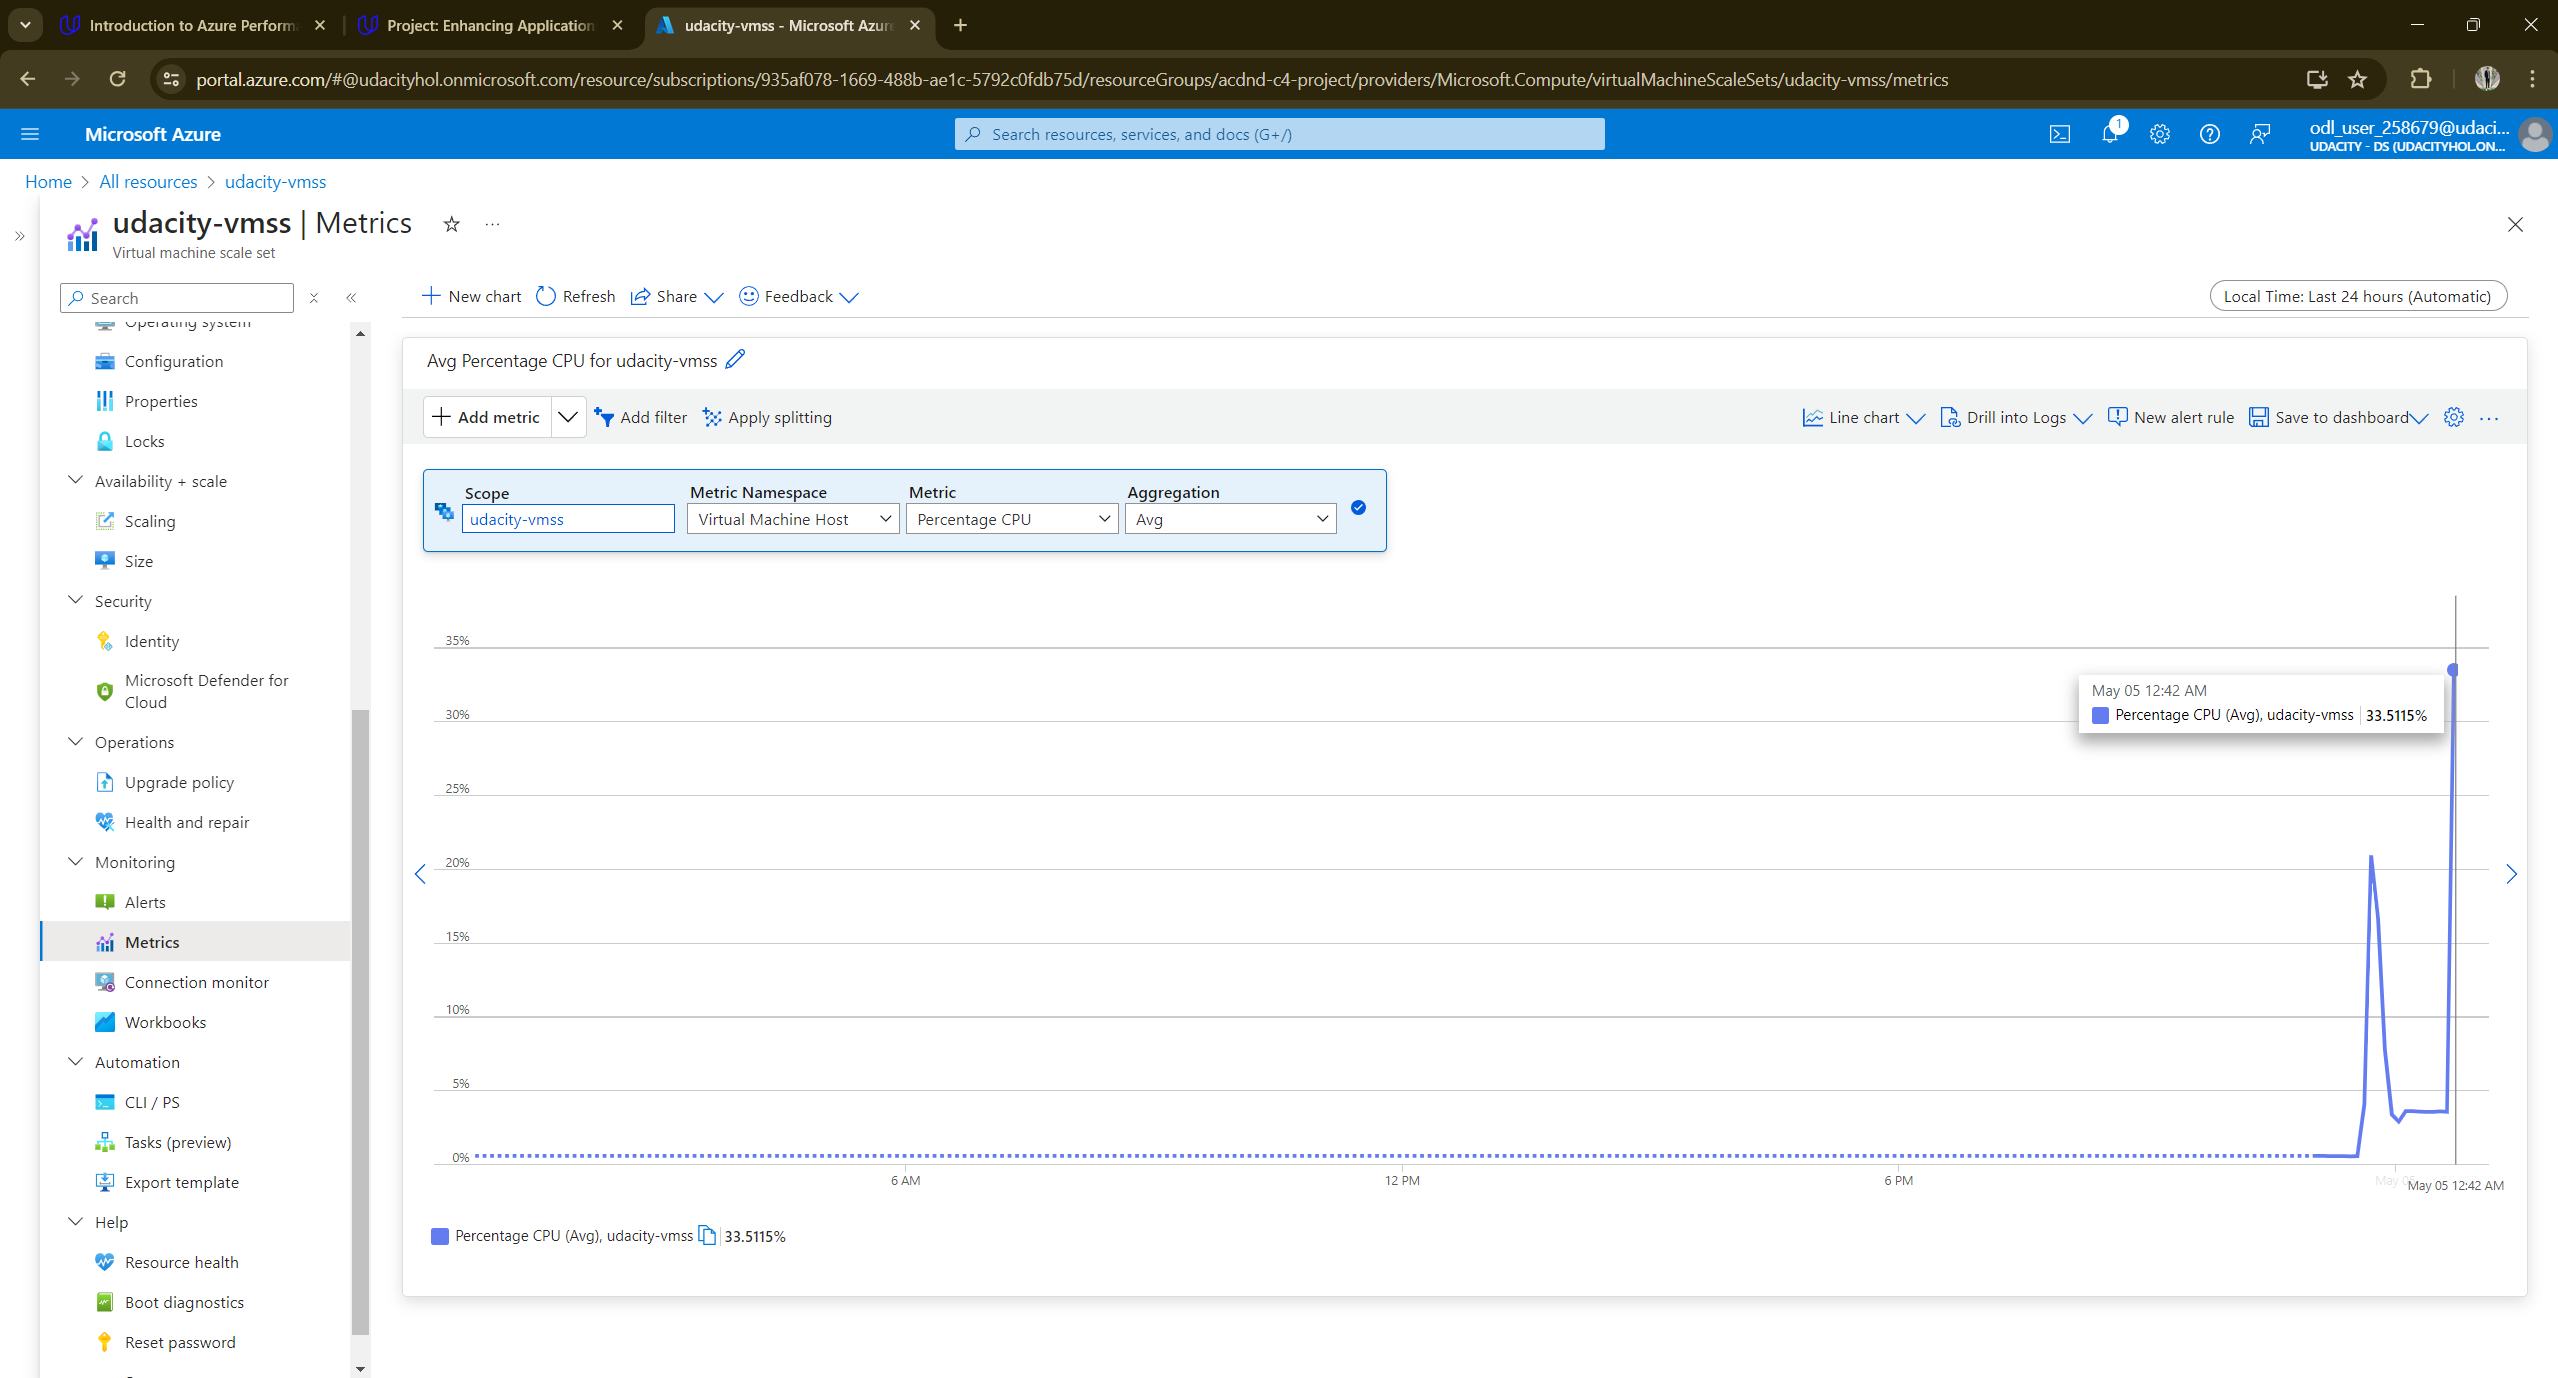 Introduction to Azure Perform
Project: Enhancing Application
udacity-vmss - Microsoft Azur
portal.azure.com/#@udacityhol.onmicrosoft.com/resource/subscriptions/935af078-1669-488b-ae1c-5792c0fdb75d/resourceGroups/acdnd-c4-project/providers/Microsoft.Compute/virtualMachineScaleSets/udacity-vmss/metrics
Microsoft Azure
Search resources, services, and docs (G+/)
1
odl_user_258679@udaci...
UDACITY - DS (UDACITYHOL.ON...
Home > All resources > udacity-vmss
udacity-vmss | Metrics
...
Virtual machine scale set
Search
Operating system
Configuration
Properties
Locks
Availability + scale
Scaling
Size
Security
Identity
Microsoft Defender for
Cloud
Operations
Upgrade policy
Health and repair
Monitoring
Alerts
Metrics
Connection monitor
Workbooks
Automation
CLI / PS
Tasks (preview)
Export template
Help
Resource health
Boot diagnostics
Reset password
New chart
Refresh
Share
Feedback
Local Time: Last 24 hours (Automatic)
Avg Percentage CPU for udacity-vmss
Add metric
Add filter
Apply splitting
Line chart
Drill into Logs
New alert rule
Save to dashboard
...
Scope
Metric Namespace
Metric
Aggregation
udacity-vmss
Virtual Machine Host
Percentage CPU
Avg
35%
30%
25%
20%
15%
10%
5%
0%
May 05 12:42 AM
Percentage CPU (Avg), udacity-vmss | 33.5115%
6 AM
12 PM
6 PM
May 05
May 05 12:42 AM
Percentage CPU (Avg), udacity-vmss | 33.5115%